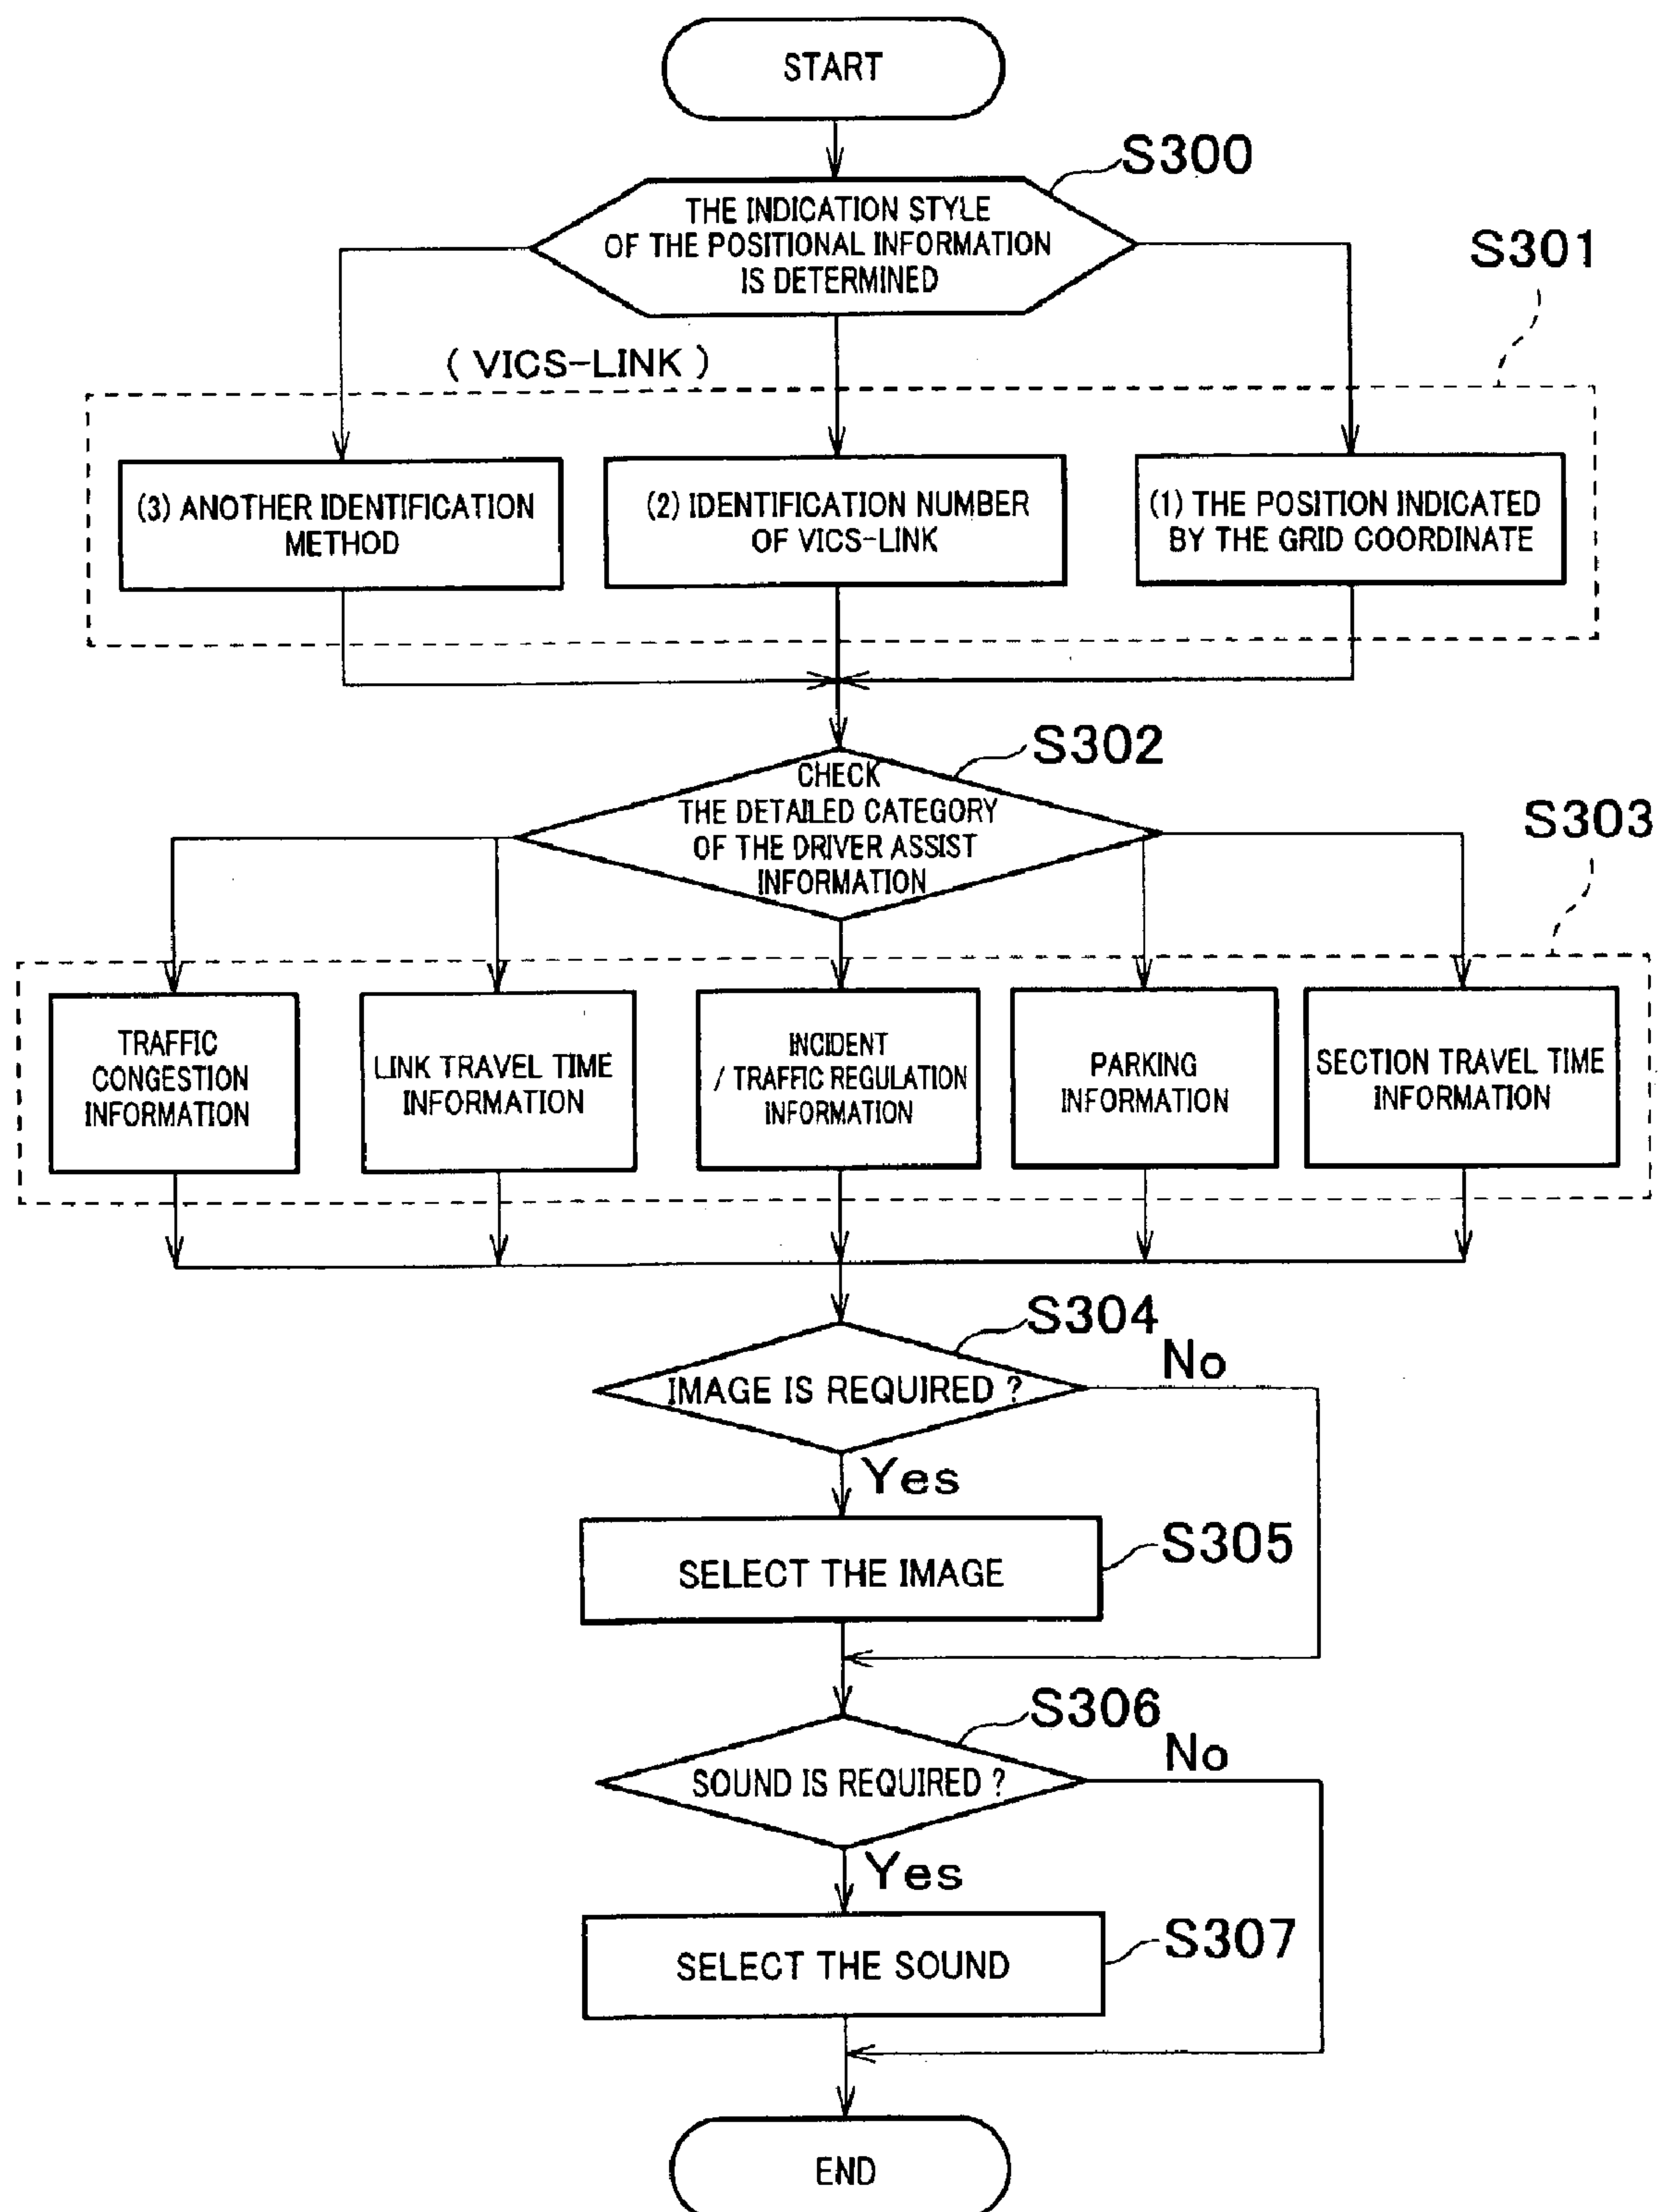 START
S300
THE INDICATION STYLE
OF THE POSITIONAL INFORMATION
IS DETERMINED
S301
( VICS-LINK )
(3) ANOTHER IDENTIFICATION
METHOD
(2) IDENTIFICATION NUMBER
OF VICS-LINK
(1) THE POSITION INDICATED
BY THE GRID COORDINATE
S302
CHECK
THE DETAILED CATEGORY
OF THE DRIVER ASSIST
INFORMATION
S303
TRAFFIC
CONGESTION
INFORMATION
LINK TRAVEL TIME
INFORMATION
INCIDENT
/ TRAFFIC REGULATION
INFORMATION
PARKING
INFORMATION
SECTION TRAVEL TIME
INFORMATION
S304
IMAGE IS REQUIRED ?
No
Yes
SELECT THE IMAGE
S305
S306
SOUND IS REQUIRED ?
No
Yes
SELECT THE SOUND
S307
END